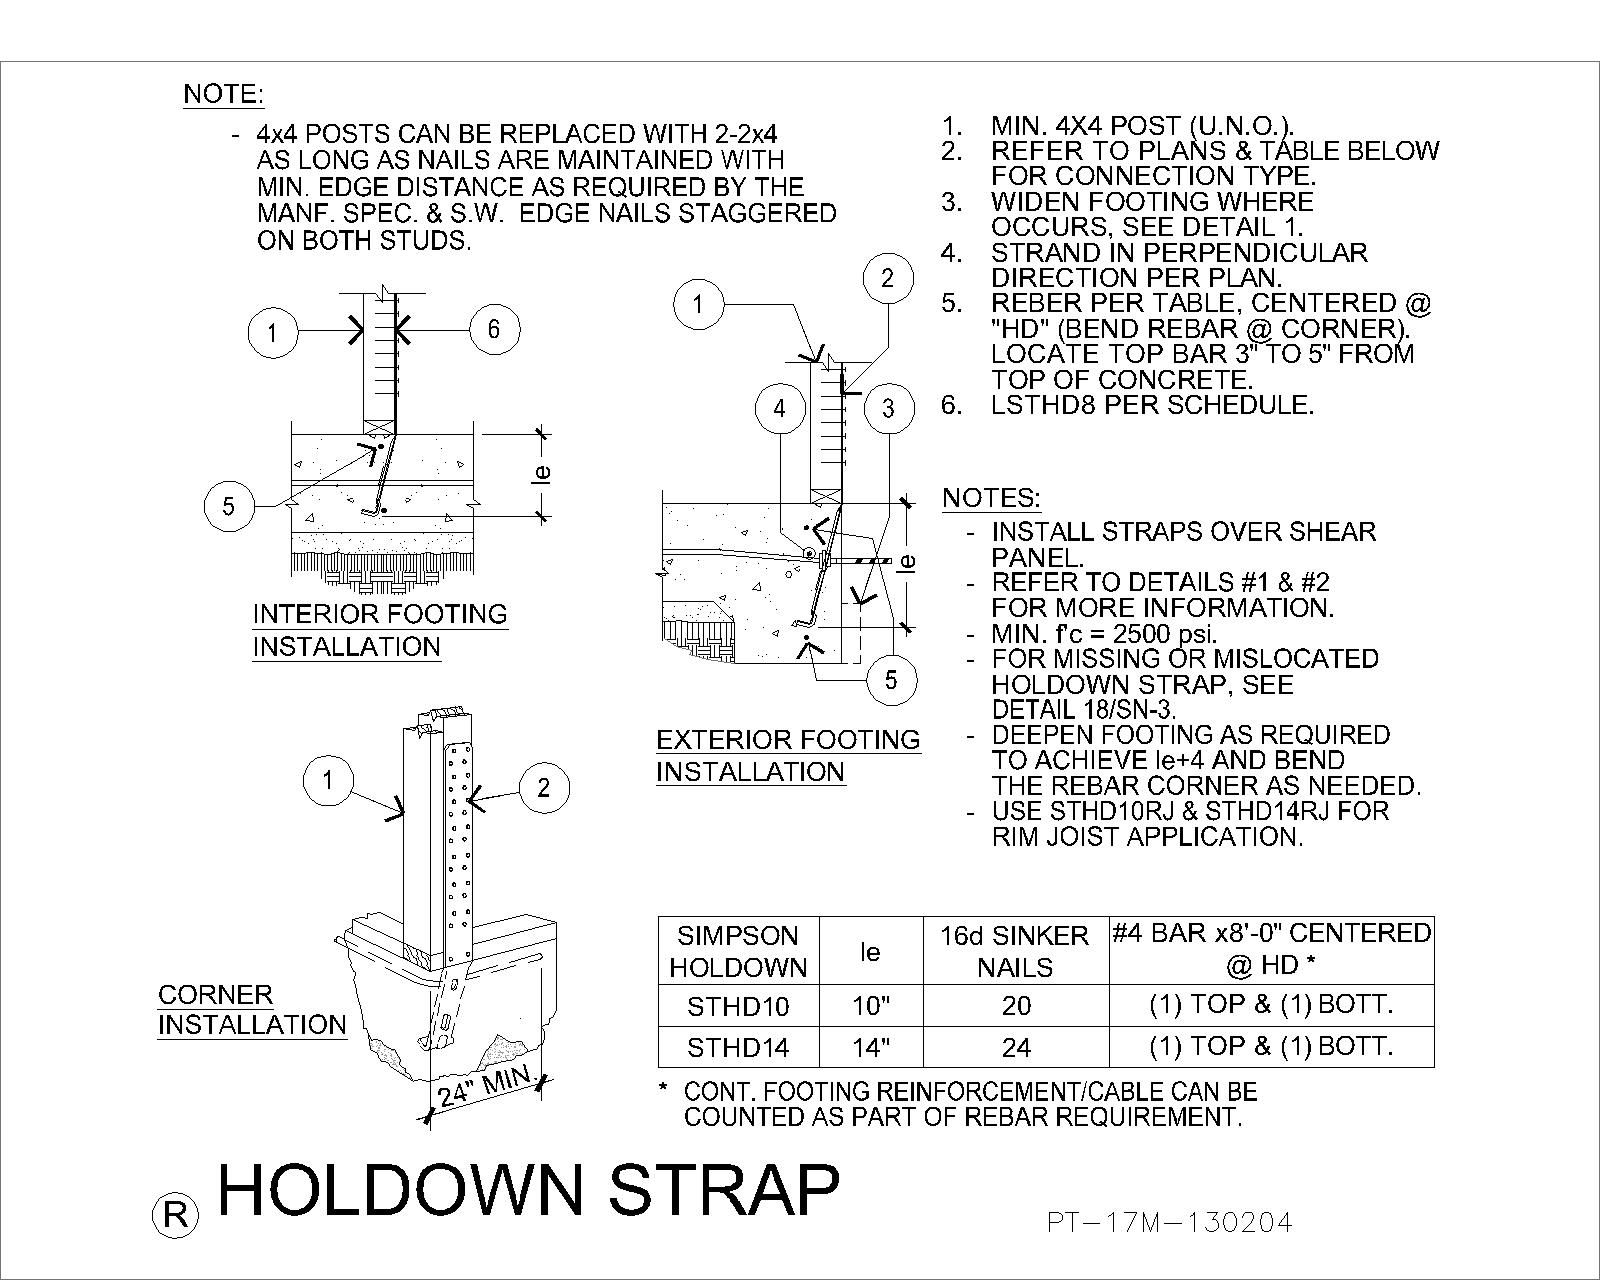 NOTE:
- 4x4 POSTS CAN BE REPLACED WITH 2-2x4
AS LONG AS NAILS ARE MAINTAINED WITH
MIN. EDGE DISTANCE AS REQUIRED BY THE
MANF. SPEC. & S.W. EDGE NAILS STAGGERED
ON BOTH STUDS.
1. MIN. 4X4 POST (U.N.O.).
2. REFER TO PLANS & TABLE BELOW
FOR CONNECTION TYPE.
3. WIDEN FOOTING WHERE
OCCURS, SEE DETAIL 1.
4. STRAND IN PERPENDICULAR
DIRECTION PER PLAN.
5. REBER PER TABLE, CENTERED @
"HD" (BEND REBAR @ CORNER).
LOCATE TOP BAR 3" TO 5" FROM
TOP OF CONCRETE.
6. LSTHD8 PER SCHEDULE.
1
6
5
le
INTERIOR FOOTING
INSTALLATION
1
2
4
3
le
5
EXTERIOR FOOTING
INSTALLATION
NOTES:
- INSTALL STRAPS OVER SHEAR
PANEL.
- REFER TO DETAILS #1 & #2
FOR MORE INFORMATION.
- MIN. f'c = 2500 psi.
- FOR MISSING OR MISLOCATED
HOLDOWN STRAP, SEE
DETAIL 18/SN-3.
- DEEPEN FOOTING AS REQUIRED
TO ACHIEVE le+4 AND BEND
THE REBAR CORNER AS NEEDED.
- USE STHD10RJ & STHD14RJ FOR
RIM JOIST APPLICATION.
1
2
CORNER
INSTALLATION
24" MIN.
SIMPSON
HOLDOWN
le
16d SINKER
NAILS
#4 BAR x8'-0" CENTERED
@ HD *
STHD10 10" 20 (1) TOP & (1) BOTT.
STHD14 14" 24 (1) TOP & (1) BOTT.
* CONT. FOOTING REINFORCEMENT/CABLE CAN BE
COUNTED AS PART OF REBAR REQUIREMENT.
R HOLDOWN STRAP
PT-17M-130204